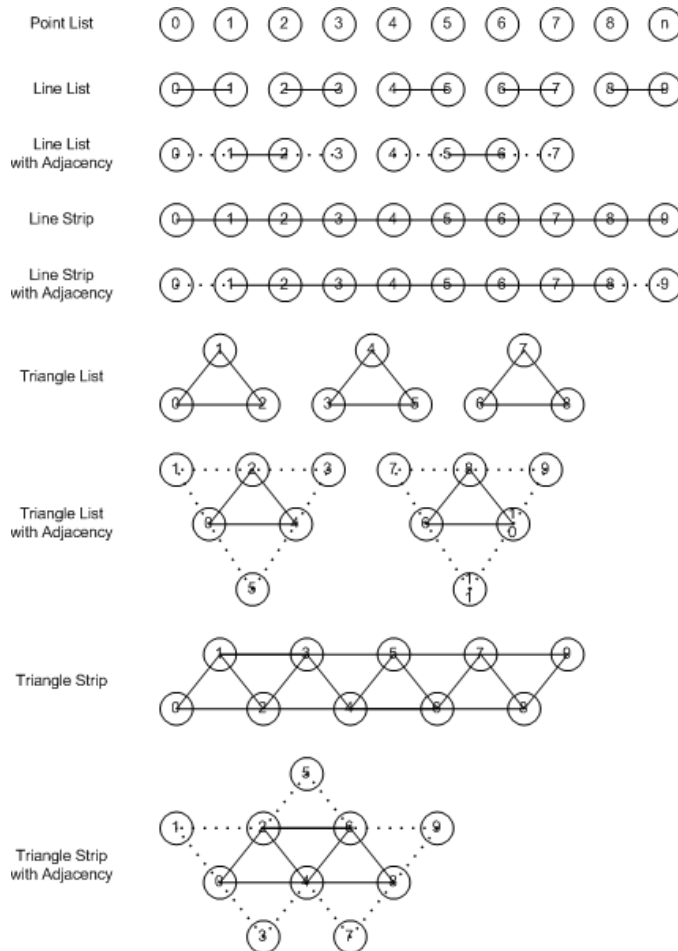 Point List 0 1 2 3 4 5 6 7 8 n
Line List 0 1 2 3 4 5 6 7 8 9
Line List
with Adjacency
0 1 2 3 4 5 6 7
Line Strip 0 1 2 3 4 5 6 7 8 9
Line Strip
with Adjacency
0 1 2 3 4 5 6 7 8 9
Triangle List
1 4 7
0 2 3 5 6 8
Triangle List
with Adjacency
1 2 3 7 8 9
0 4 6 10
5 11
Triangle Strip
1 3 5 7 9
0 2 4 6 8
Triangle Strip
with Adjacency
5
1 2 6 9
0 4 8
3 7